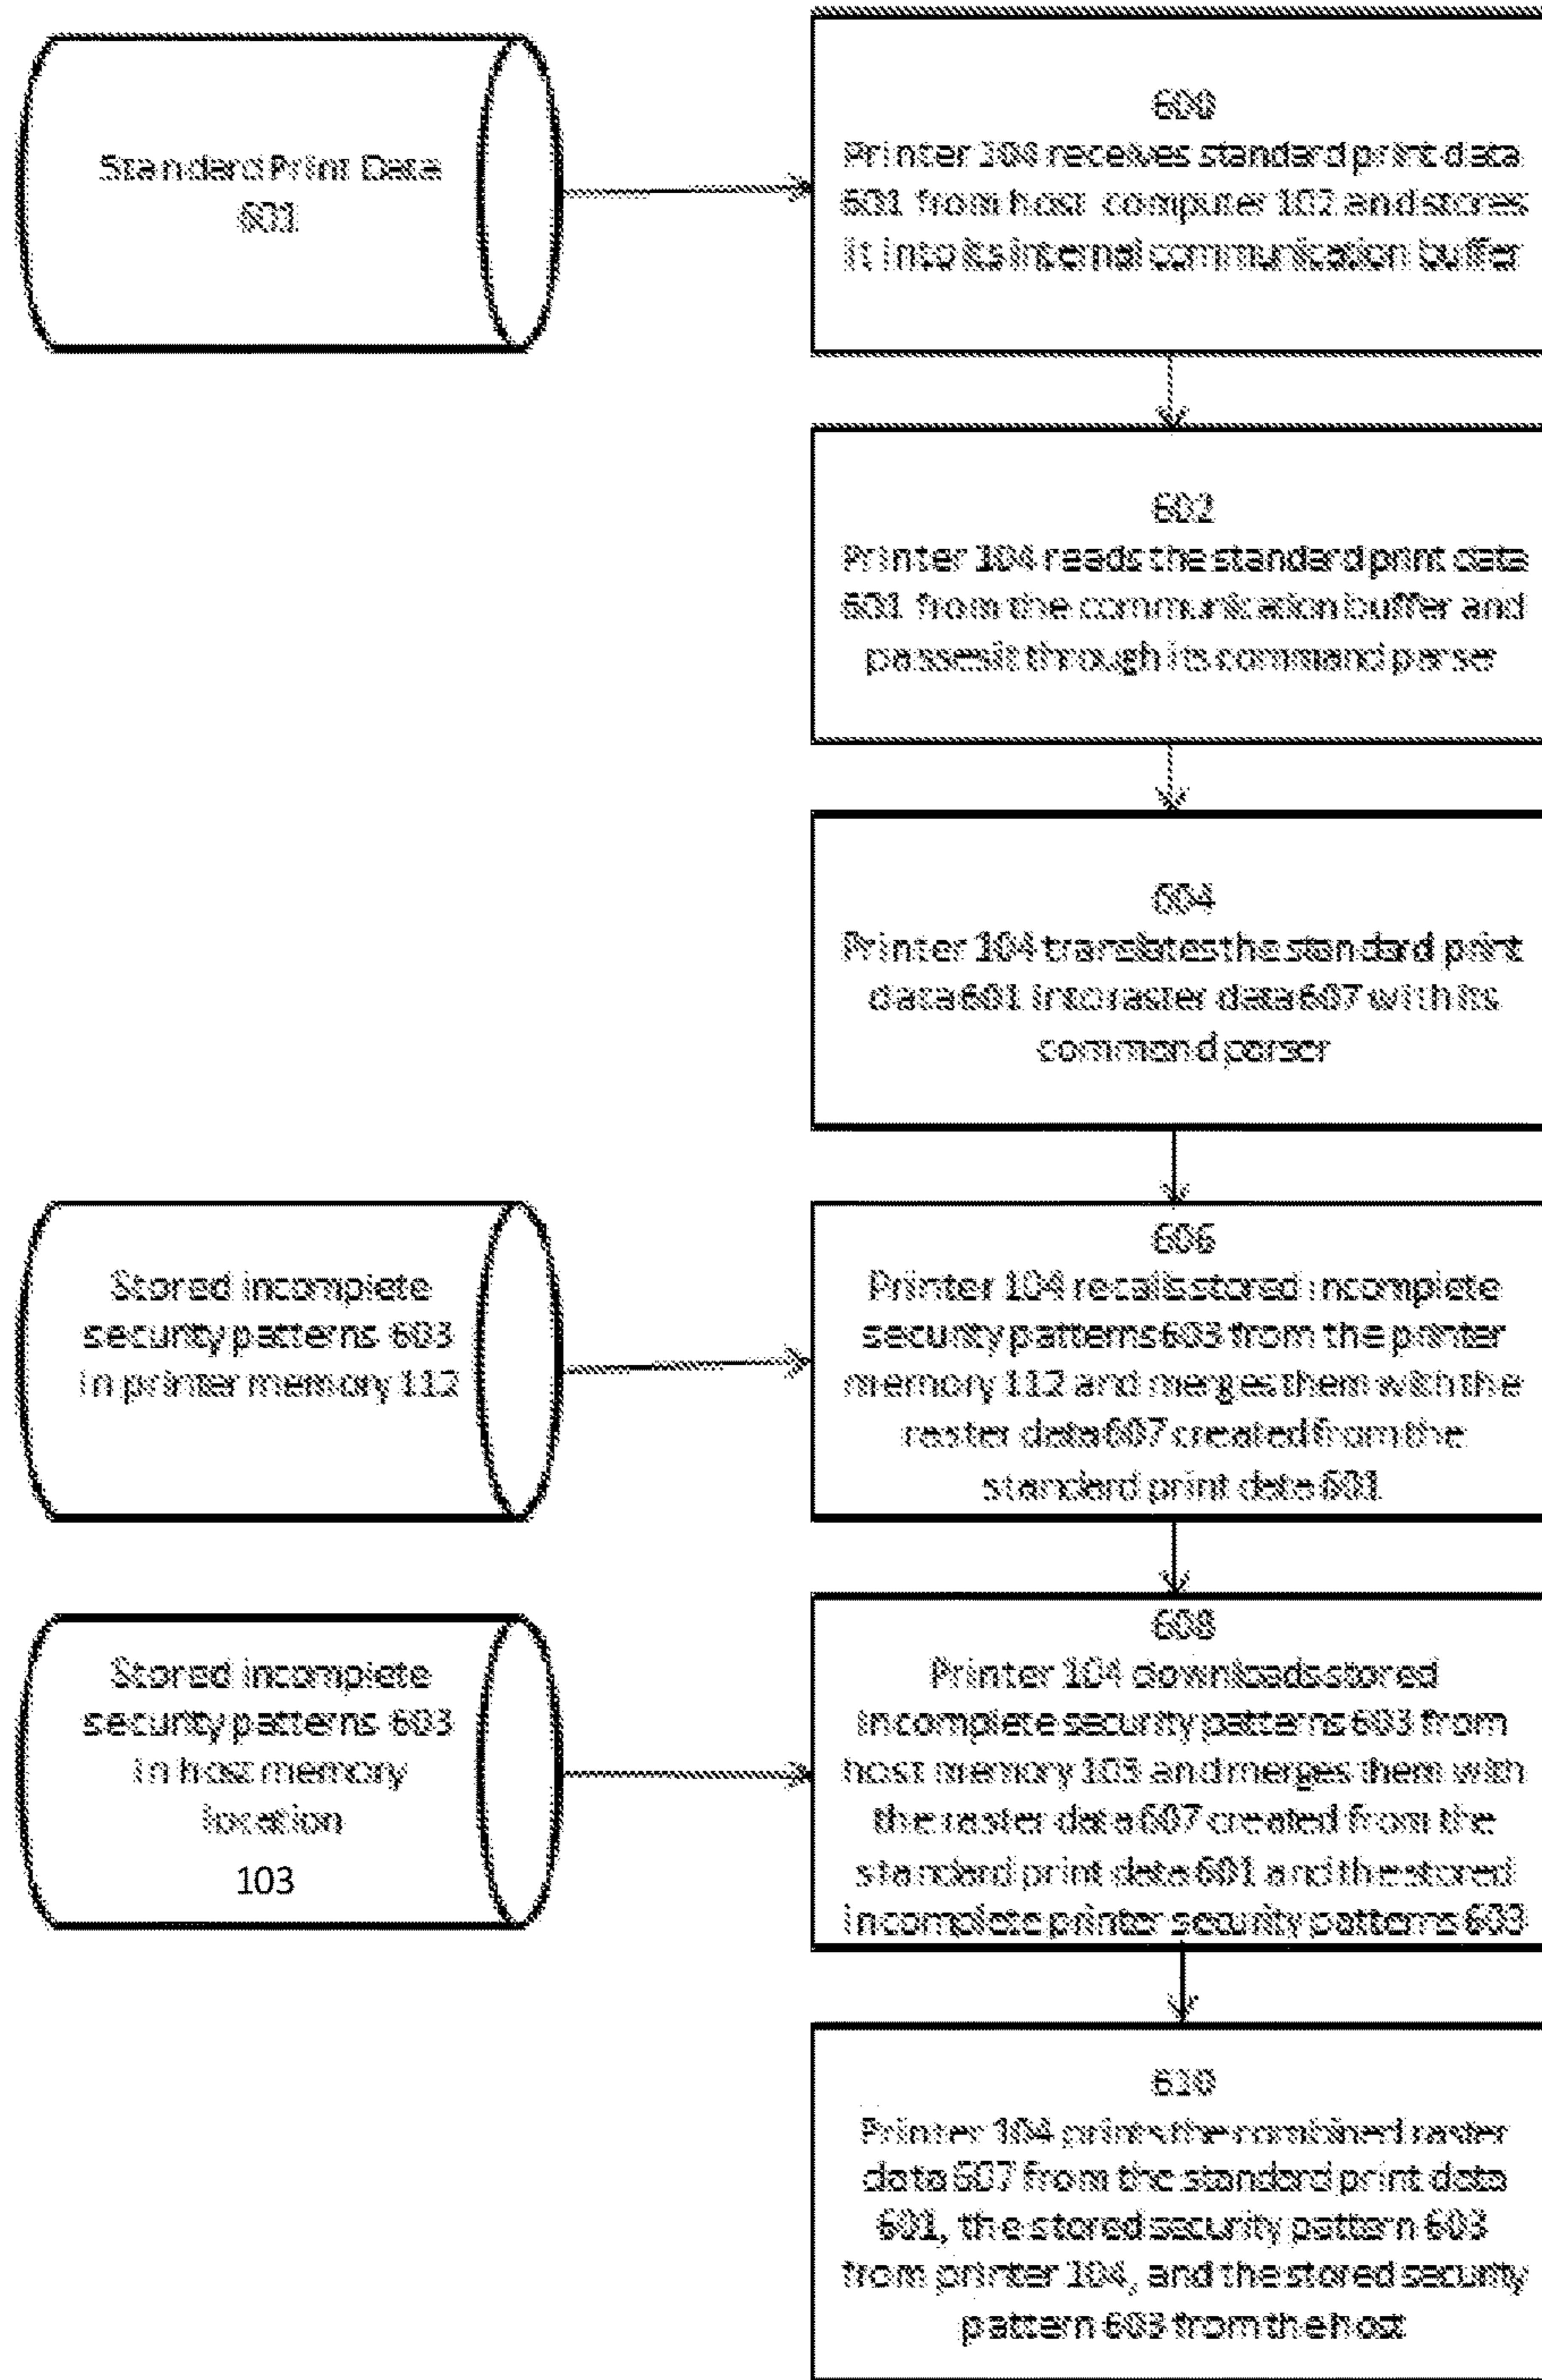 Standard Print Data
601
600
Printer 104 receives standard print data
601 from host computer 102 and stores
it into its internal communication buffer
602
Printer 104 reads the standard print data
601 from the communication buffer and
passes it through its command parser
604
Printer 104 translates the standard print
data 601 into raster data 607 with its
command parser
Stored incomplete
security patterns 603
in printer memory 112
606
Printer 104 recalls stored incomplete
security patterns 603 from the printer
memory 112 and merges them with the
raster data 607 created from the
standard print data 601
Stored incomplete
security patterns 603
in host memory
location
103
608
Printer 104 downloads stored
incomplete security patterns 603 from
host memory 103 and merges them with
the raster data 607 created from the
standard print data 601 and the stored
incomplete printer security patterns 603
610
Printer 104 prints the combined raster
data 607 from the standard print data
601, the stored security pattern 603
from printer 104, and the stored security
pattern 603 from the host